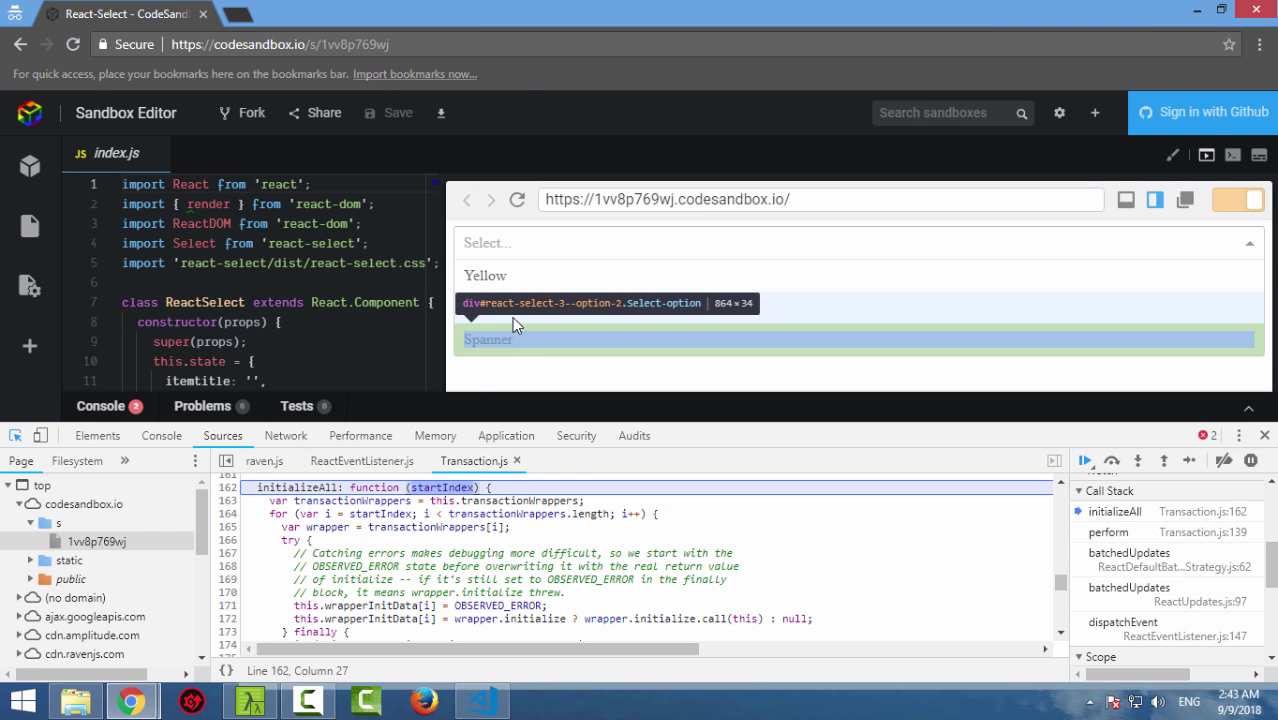 React-Select - CodeSand
Secure
https://codesandbox.io/s/1vv8p769wj
For quick access, place your bookmarks here on the bookmarks bar. Import bookmarks now...
Sandbox Editor
Fork
Share
Save
Search sandboxes
Sign in with Github
JS index.js
1 import React from 'react';
2 import { render } from 'react-dom';
3 import ReactDOM from 'react-dom';
4 import Select from 'react-select';
5 import 'react-select/dist/react-select.css';
6
7 class ReactSelect extends React.Component {
8 constructor(props) {
9 super(props);
10 this.state = {
11 itemtitle: '',
https://1vv8p769wj.codesandbox.io/
Select...
Yellow
div#react-select-3--option-2.Select-option | 864 × 34
Spanner
Console 2 Problems 0 Tests 0
Elements Console Sources Network Performance Memory Application Security Audits
2
Page Filesystem »
top
codesandbox.io
s
1vv8p769wj
static
public
(no domain)
ajax.googleapis.com
cdn.amplitude.com
cdn.ravenjs.com
raven.js ReactEventListener.js Transaction.js ×
161
162 initializeAll: function (startIndex) {
163 var transactionWrappers = this.transactionWrappers;
164 for (var i = startIndex; i < transactionWrappers.length; i++) {
165 var wrapper = transactionWrappers[i];
166 try {
167 // Catching errors makes debugging more difficult, so we start with the
168 // OBSERVED_ERROR state before overwriting it with the real return value
169 // of initialize -- if it's still set to OBSERVED_ERROR in the finally
170 // block, it means wrapper.initialize threw.
171 this.wrapperInitData[i] = OBSERVED_ERROR;
172 this.wrapperInitData[i] = wrapper.initialize ? wrapper.initialize.call(this) : null;
173 } finally {
174
{} Line 162, Column 27
Call Stack
initializeAll Transaction.js:162
perform Transaction.js:139
batchedUpdates
ReactDefaultBat...Strategy.js:62
batchedUpdates
ReactUpdates.js:97
dispatchEvent
ReactEventListener.js:147
Scope
ENG
2:43 AM
9/9/2018